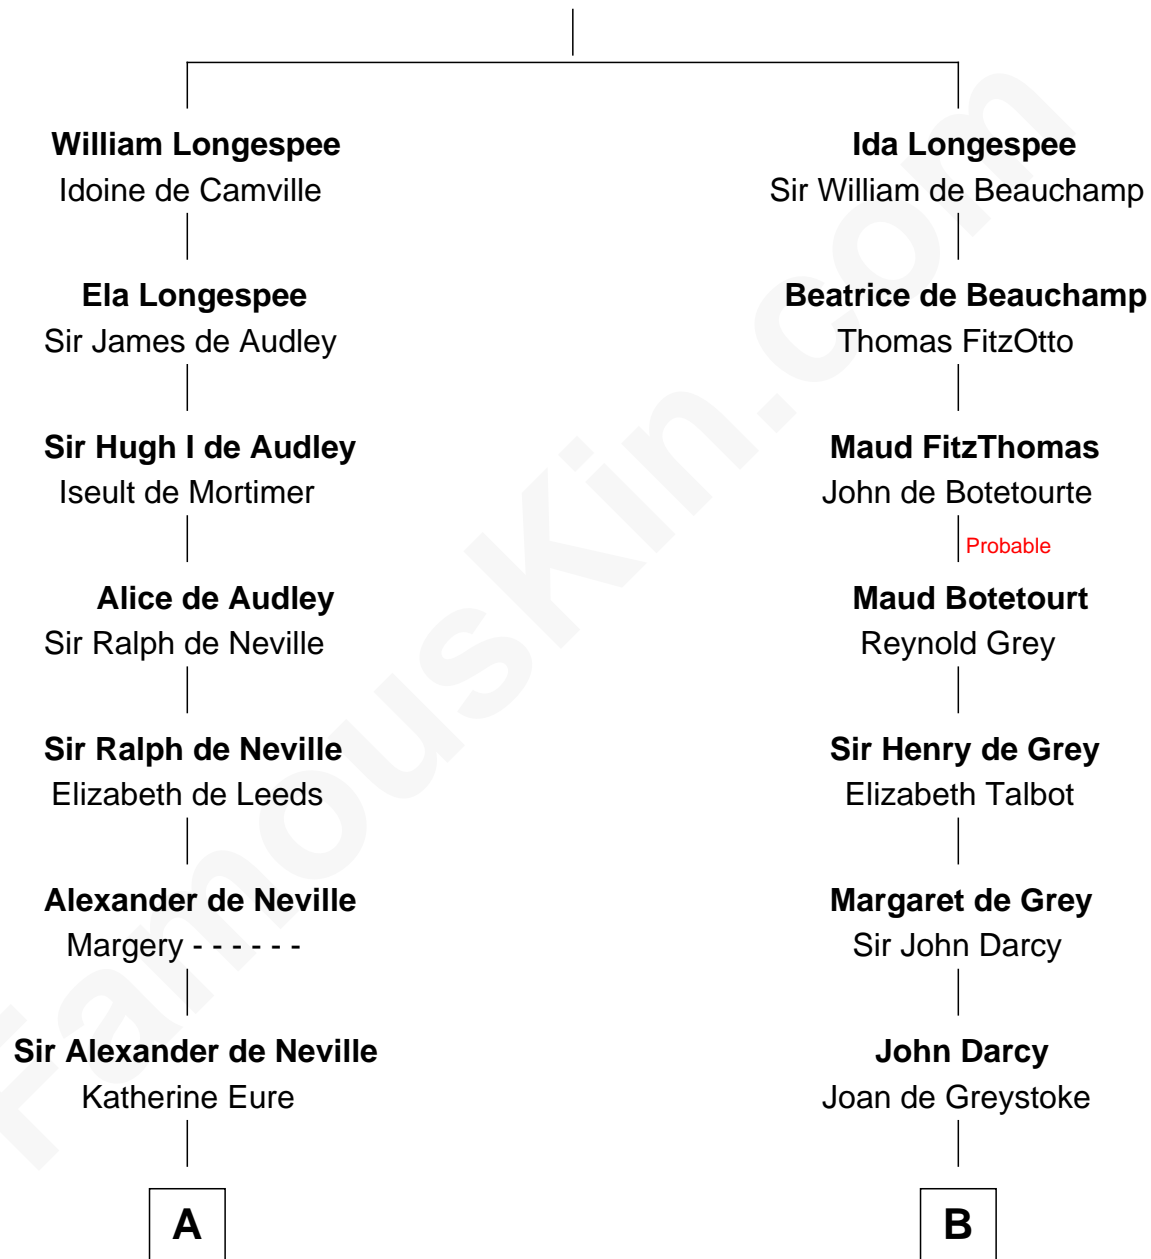 William Longespee
Idoine de Camville
Ela Longespee
Sir James de Audley
Sir Hugh I de Audley
Iseult de Mortimer
Alice de Audley
Sir Ralph de Neville
Sir Ralph de Neville
Elizabeth de Leeds
Alexander de Neville
Margery - - - - - -
Sir Alexander de Neville
Katherine Eure
A
Ida Longespee
Sir William de Beauchamp
Beatrice de Beauchamp
Thomas FitzOtto
Maud FitzThomas
John de Botetourte
Probable
Maud Botetourt
Reynold Grey
Sir Henry de Grey
Elizabeth Talbot
Margaret de Grey
Sir John Darcy
John Darcy
Joan de Greystoke
B
FamousKin.com